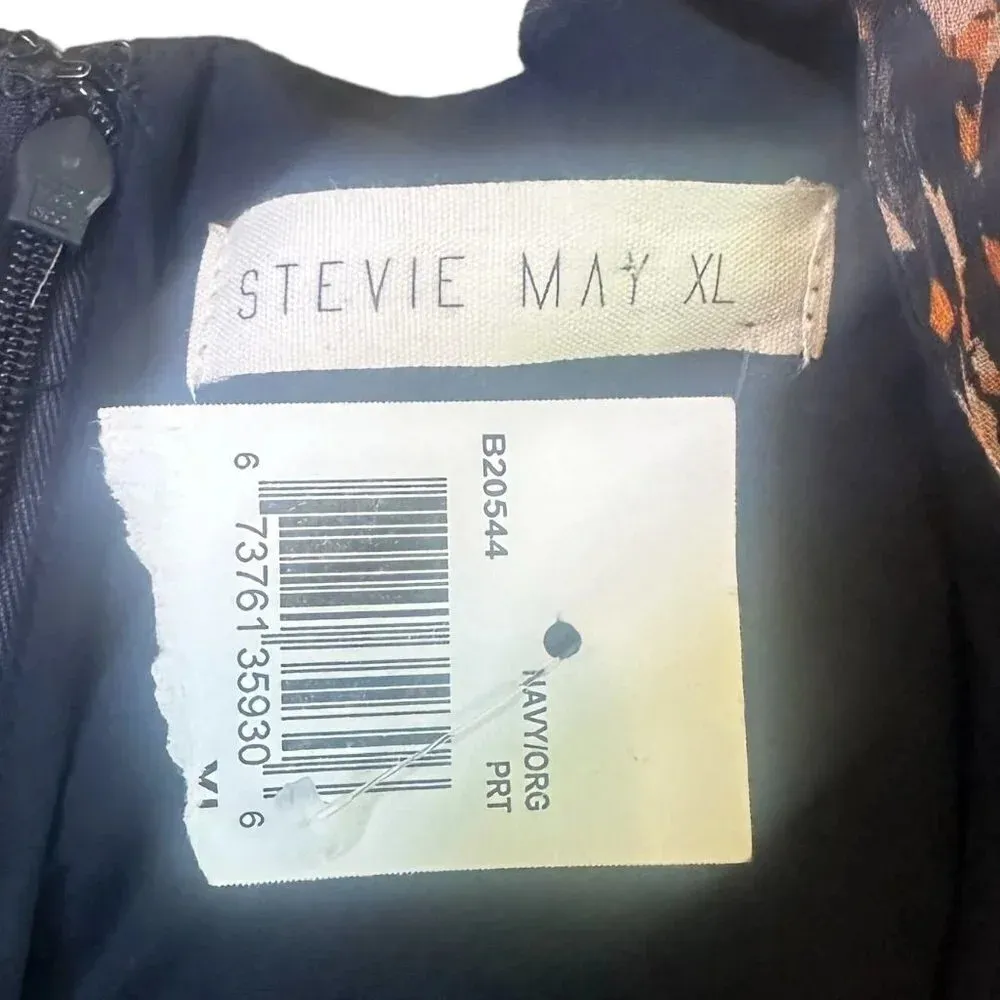 STEVIE MAY XL
B20544
NAVY/ORG
PRT
6 73761 35930 6